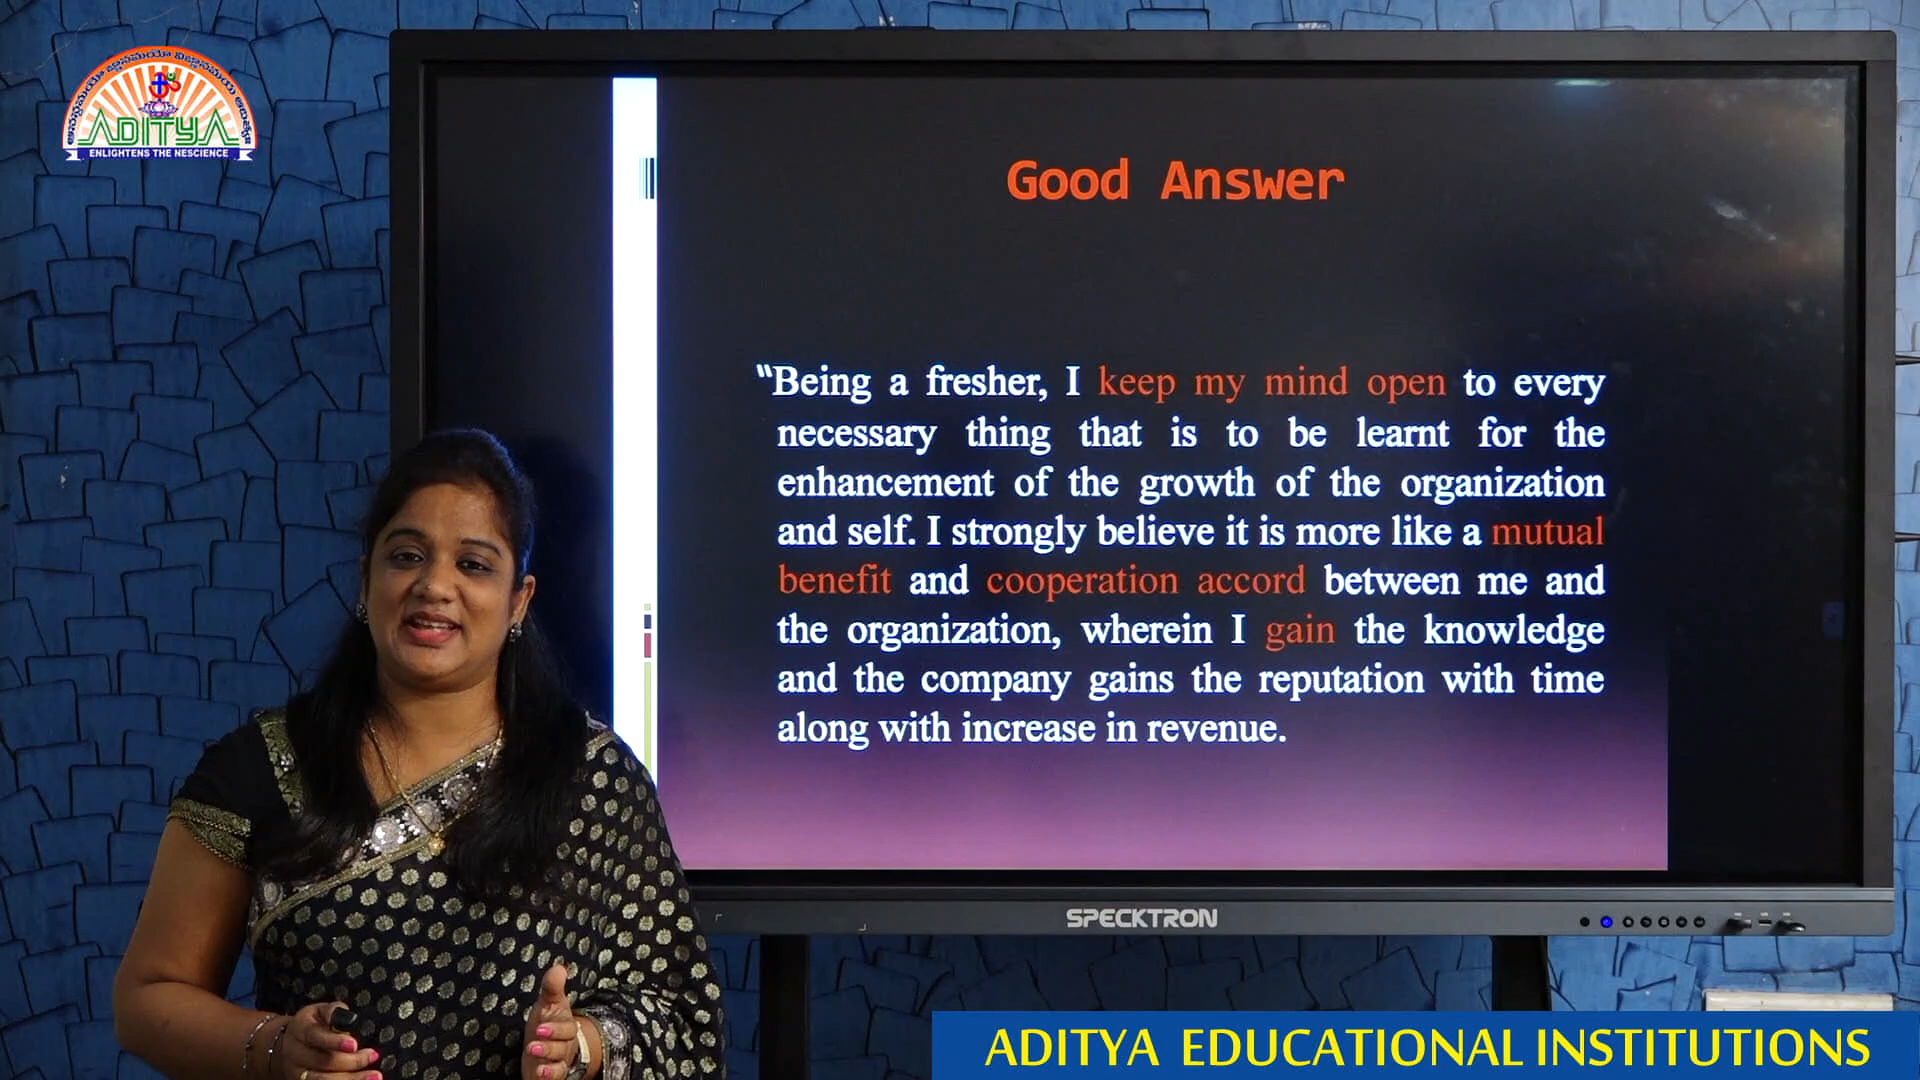 ADITYA
ENLIGHTENS THE NESCIENCE
Good Answer
“Being a fresher, I keep my mind open to every
necessary thing that is to be learnt for the
enhancement of the growth of the organization
and self. I strongly believe it is more like a mutual
benefit and cooperation accord between me and
the organization, wherein I gain the knowledge
and the company gains the reputation with time
along with increase in revenue.
SPECKTRON
ADITYA EDUCATIONAL INSTITUTIONS